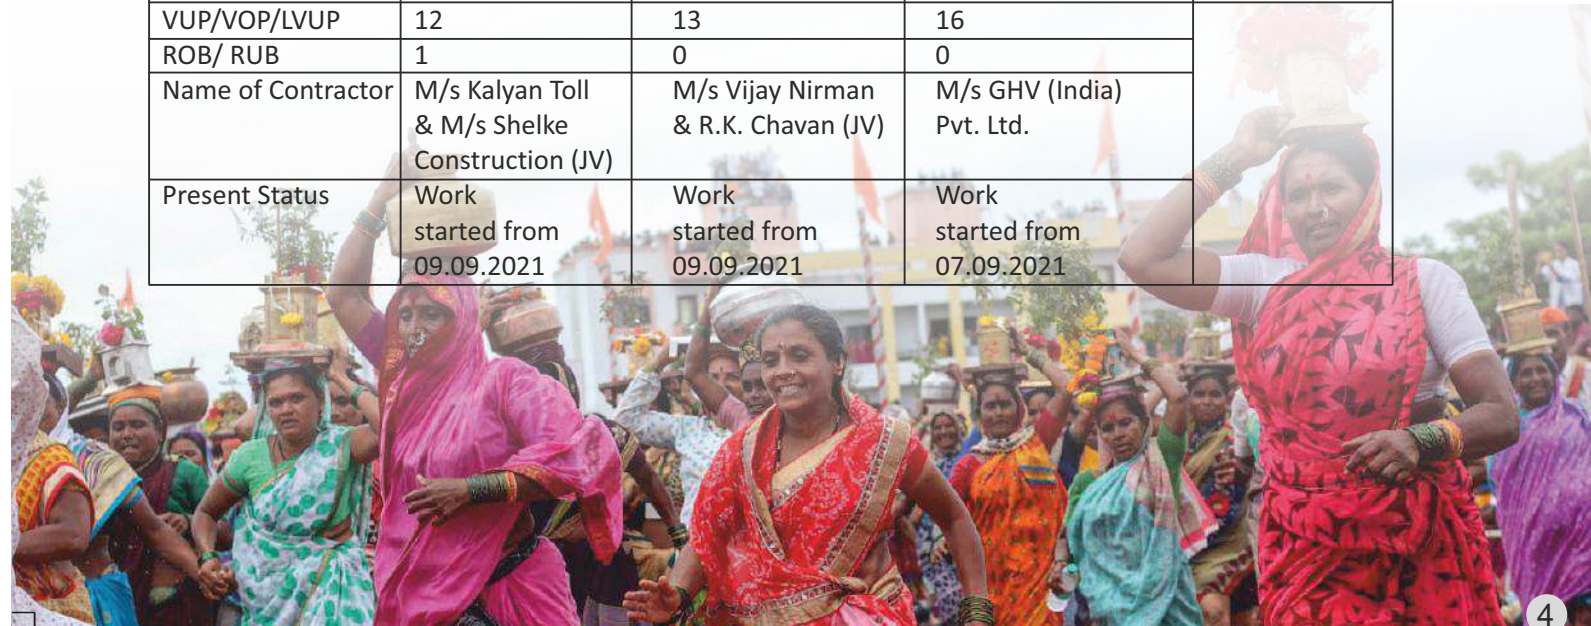 VUP/VOP/LVUP 12 13 16
ROB/ RUB 1 0 0
Name of Contractor M/s Kalyan Toll M/s Vijay Nirman M/s GHV (India)
& M/s Shelke & R.K. Chavan (JV) Pvt. Ltd.
Construction (JV)
Present Status Work Work Work
started from started from started from
09.09.2021 09.09.2021 07.09.2021
4